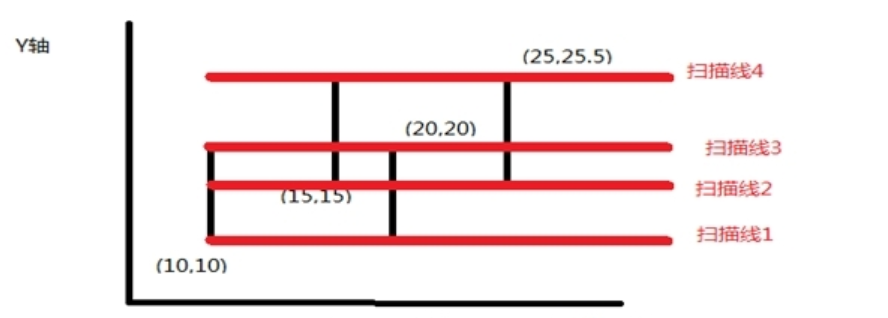 Y轴
(25,25.5)
扫描线4
(20,20)
扫描线3
(15,15)
扫描线2
扫描线1
(10,10)